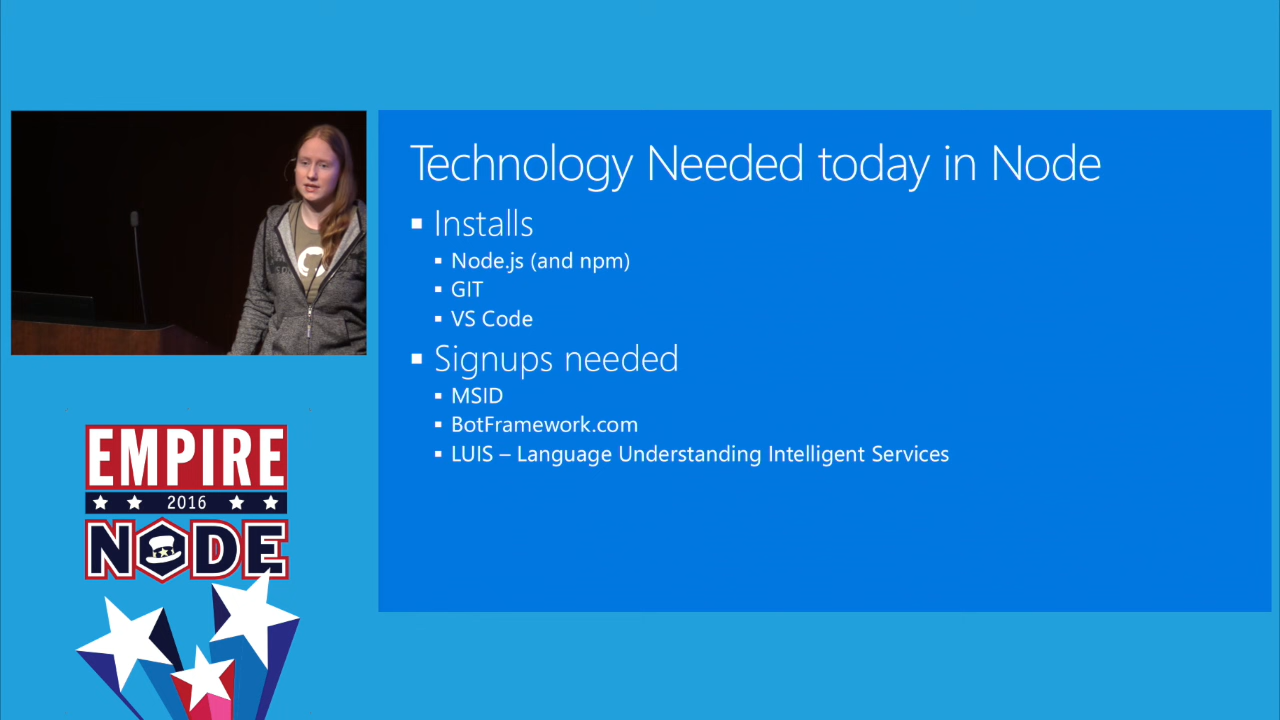 Technology Needed today in Node
Installs
Node.js (and npm)
GIT
VS Code
Signups needed
MSID
BotFramework.com
LUIS – Language Understanding Intelligent Services
EMPIRE
2016
NODE